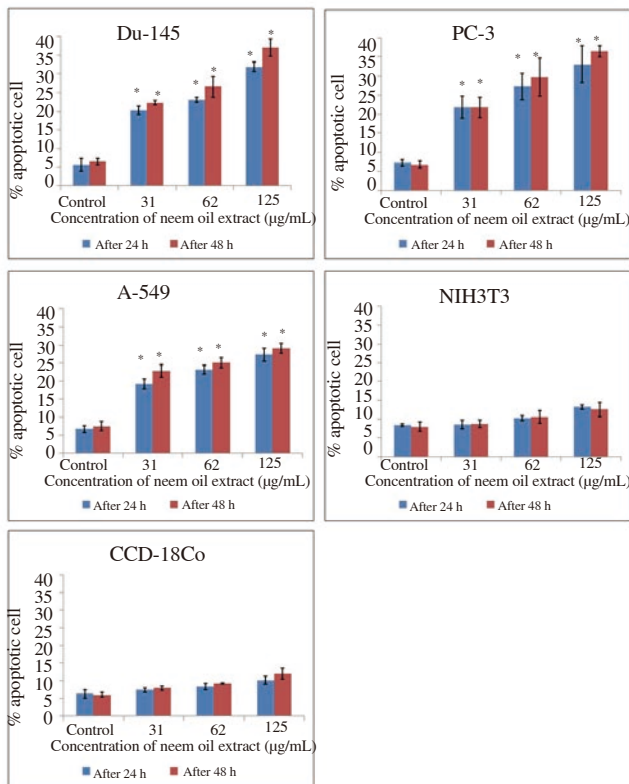 Du-145
% apoptotic cell
40
35
30
25
20
15
10
5
0
* * * * * *
Control 31 62 125
Concentration of neem oil extract (µg/mL)
After 24 h After 48 h
PC-3
% apoptotic cell
40
35
30
25
20
15
10
5
0
* * * * * *
Control 31 62 125
Concentration of neem oil extract (µg/mL)
After 24 h After 48 h
A-549
% apoptotic cell
40
35
30
25
20
15
10
5
0
* * * * * *
Control 31 62 125
Concentration of neem oil extract (µg/mL)
After 24 h After 48 h
NIH3T3
% apoptotic cell
40
35
30
25
20
15
10
5
0
Control 31 62 125
Concentration of neem oil extract (µg/mL)
After 24 h After 48 h
CCD-18Co
% apoptotic cell
40
35
30
25
20
15
10
5
0
Control 31 62 125
Concentration of neem oil extract (µg/mL)
After 24 h After 48 h